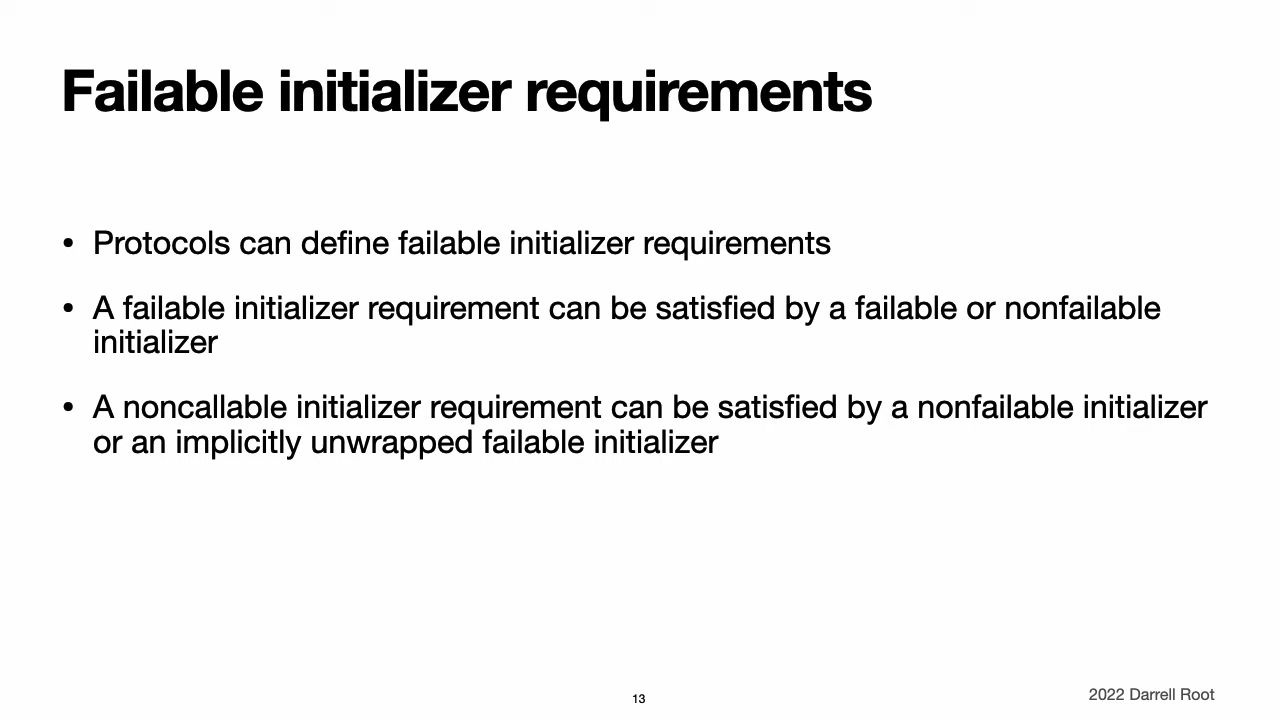 Failable initializer requirements
• Protocols can define failable initializer requirements
• A failable initializer requirement can be satisfied by a failable or nonfailable
initializer
• A noncallable initializer requirement can be satisfied by a nonfailable initializer
or an implicitly unwrapped failable initializer
13
2022 Darrell Root